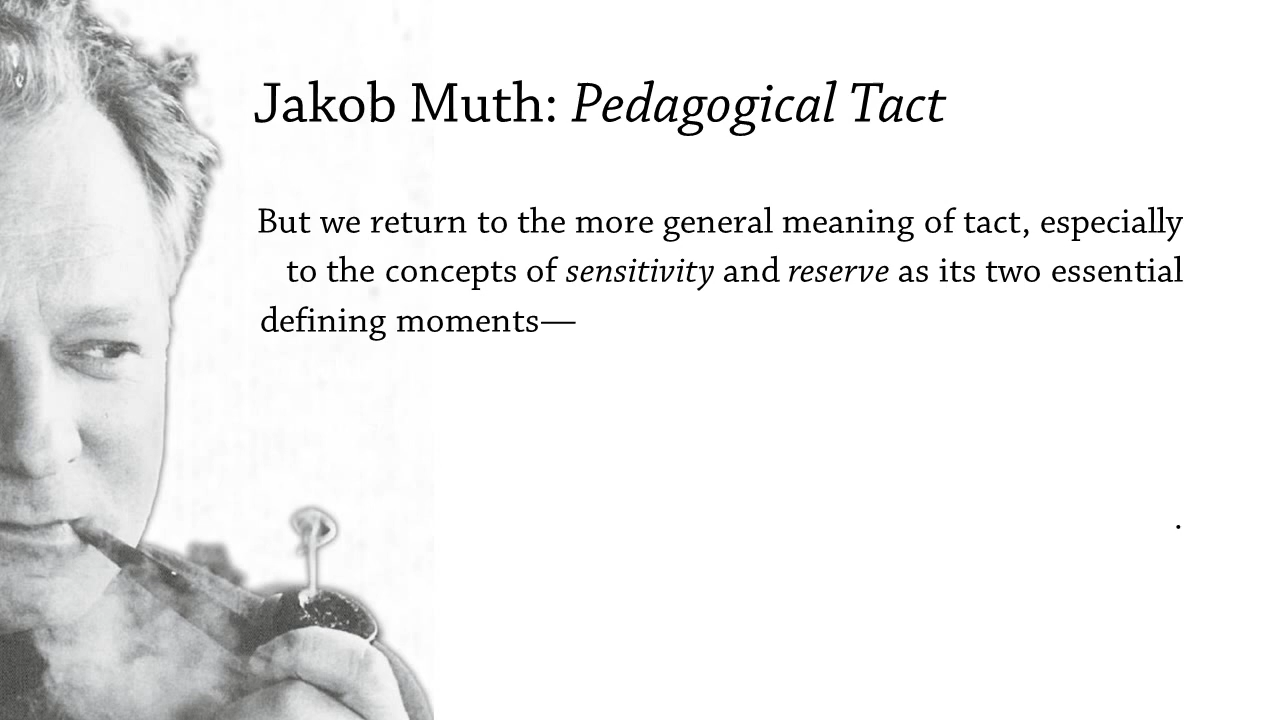 Jakob Muth: Pedagogical Tact
But we return to the more general meaning of tact, especially
to the concepts of sensitivity and reserve as its two essential
defining moments—
.